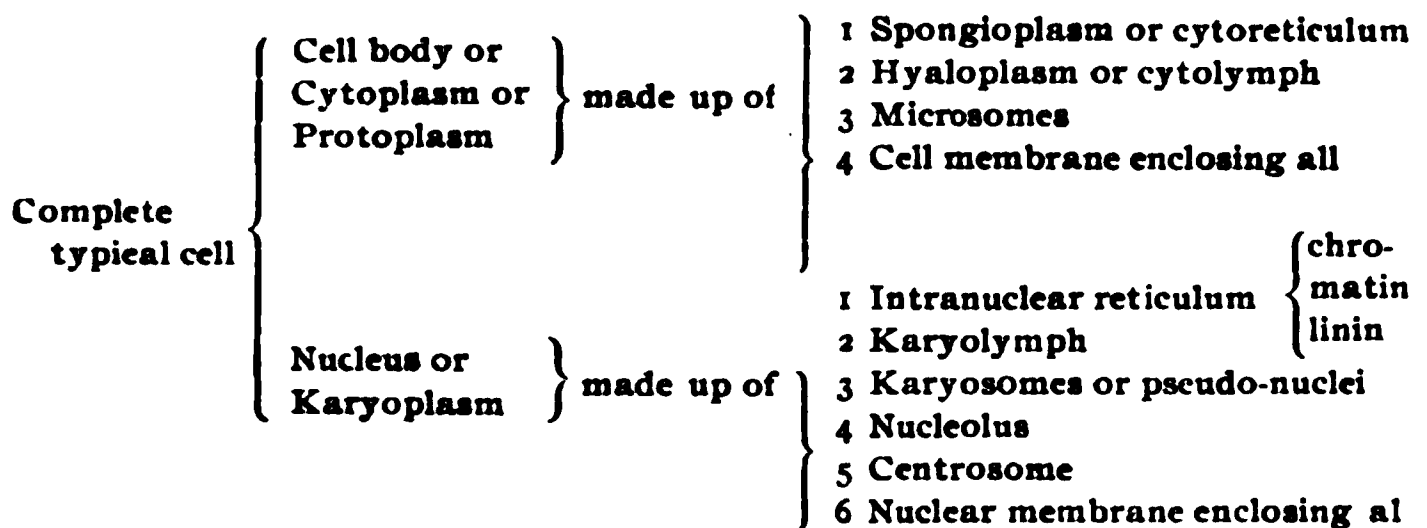 Complete
typical cell
Cell body or
Cytoplasm or
Protoplasm
made up of
1 Spongioplasm or cytoreticulum
2 Hyaloplasm or cytolymph
3 Microsomes
4 Cell membrane enclosing all
Nucleus or
Karyoplasm
made up of
1 Intranuclear reticulum
chro-
matin
linin
2 Karyolymph
3 Karyosomes or pseudo-nuclei
4 Nucleolus
5 Centrosome
6 Nuclear membrane enclosing al